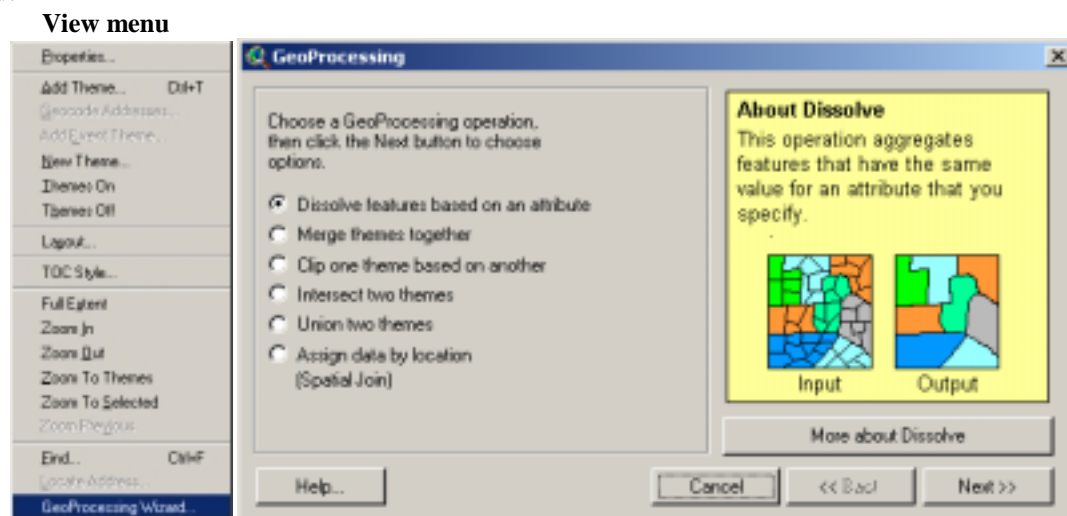 View menu
Properties...
Add Theme... Ctrl+T
Geocode Addresses...
Add Event Theme...
New Theme...
Themes On
Themes Off
Layout...
TOC Style...
Full Extent
Zoom In
Zoom Out
Zoom To Themes
Zoom To Selected
Zoom Previous
Find... Ctrl+F
Locate Address...
GeoProcessing Wizard...
GeoProcessing
Choose a GeoProcessing operation,
then click the Next button to choose
options.
Dissolve features based on an attribute
Merge themes together
Clip one theme based on another
Intersect two themes
Union two themes
Assign data by location
(Spatial Join)
About Dissolve
This operation aggregates
features that have the same
value for an attribute that you
specify.
Input Output
More about Dissolve
Help... Cancel << Back Next >>